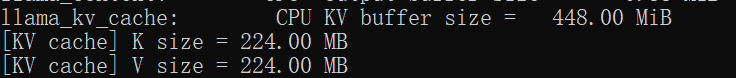 llama_kv_cache:        CPU KV buffer size =   448.00 MiB
[KV cache] K size = 224.00 MB
[KV cache] V size = 224.00 MB